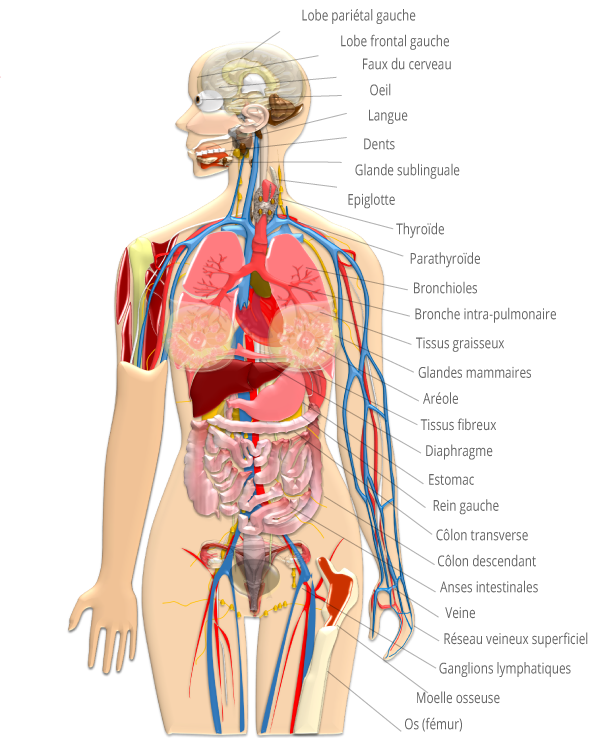 Lobe pariétal gauche
Lobe frontal gauche
Faux du cerveau
Oeil
Langue
Dents
Glande sublinguale
Epiglotte
Thyroïde
Parathyroïde
Bronchioles
Bronche intra-pulmonaire
Tissus graisseux
Glandes mammaires
Aréole
Tissus fibreux
Diaphragme
Estomac
Rein gauche
Côlon transverse
Côlon descendant
Anses intestinales
Veine
Réseau veineux superficiel
Ganglions lymphatiques
Moelle osseuse
Os (fémur)